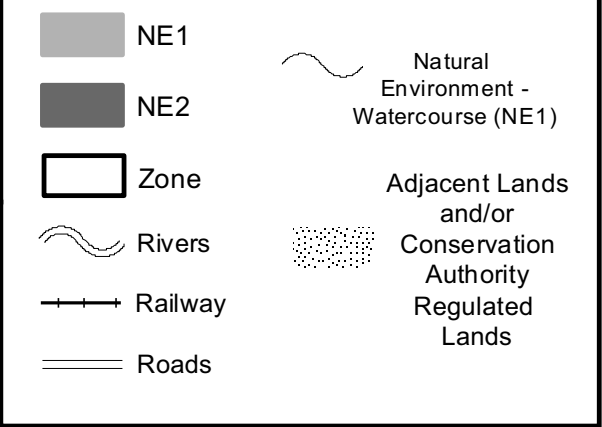 NE1
NE2
Zone
Rivers
Railway
Roads
Natural
Environment -
Watercourse (NE1)
Adjacent Lands
and/or
Conservation
Authority
Regulated
Lands